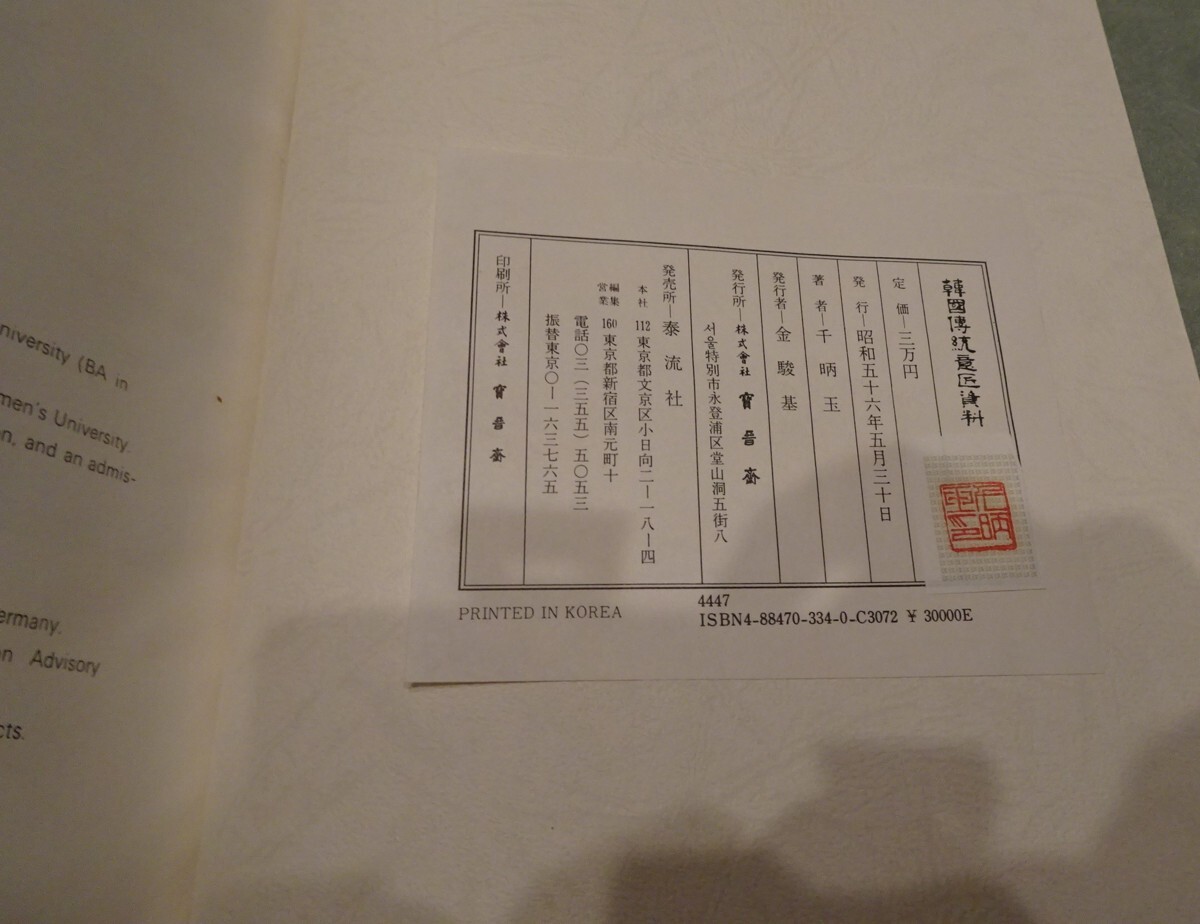 niversity (BA in
men's University.
n, and an admis-
ermany.
n Advisory
cts.
韓國傳統意匠資料
定価―三万円
発行―昭和五十六年五月三十日
著者―千昞玉
発行者―金駿基
発行所―株式會社 寶晉齋
서울特別市永登浦区堂山洞五街八
発売所―泰流社
本社 112 東京都文京区小日向二―一八―四
編集営業 160 東京都新宿区南元町十
電話〇三(三五五)五〇五三
振替東京〇―一六三七六五
印刷所―株式會社 寶晉齋
PRINTED IN KOREA
4447
ISBN4-88470-334-0-C3072 ¥ 30000E